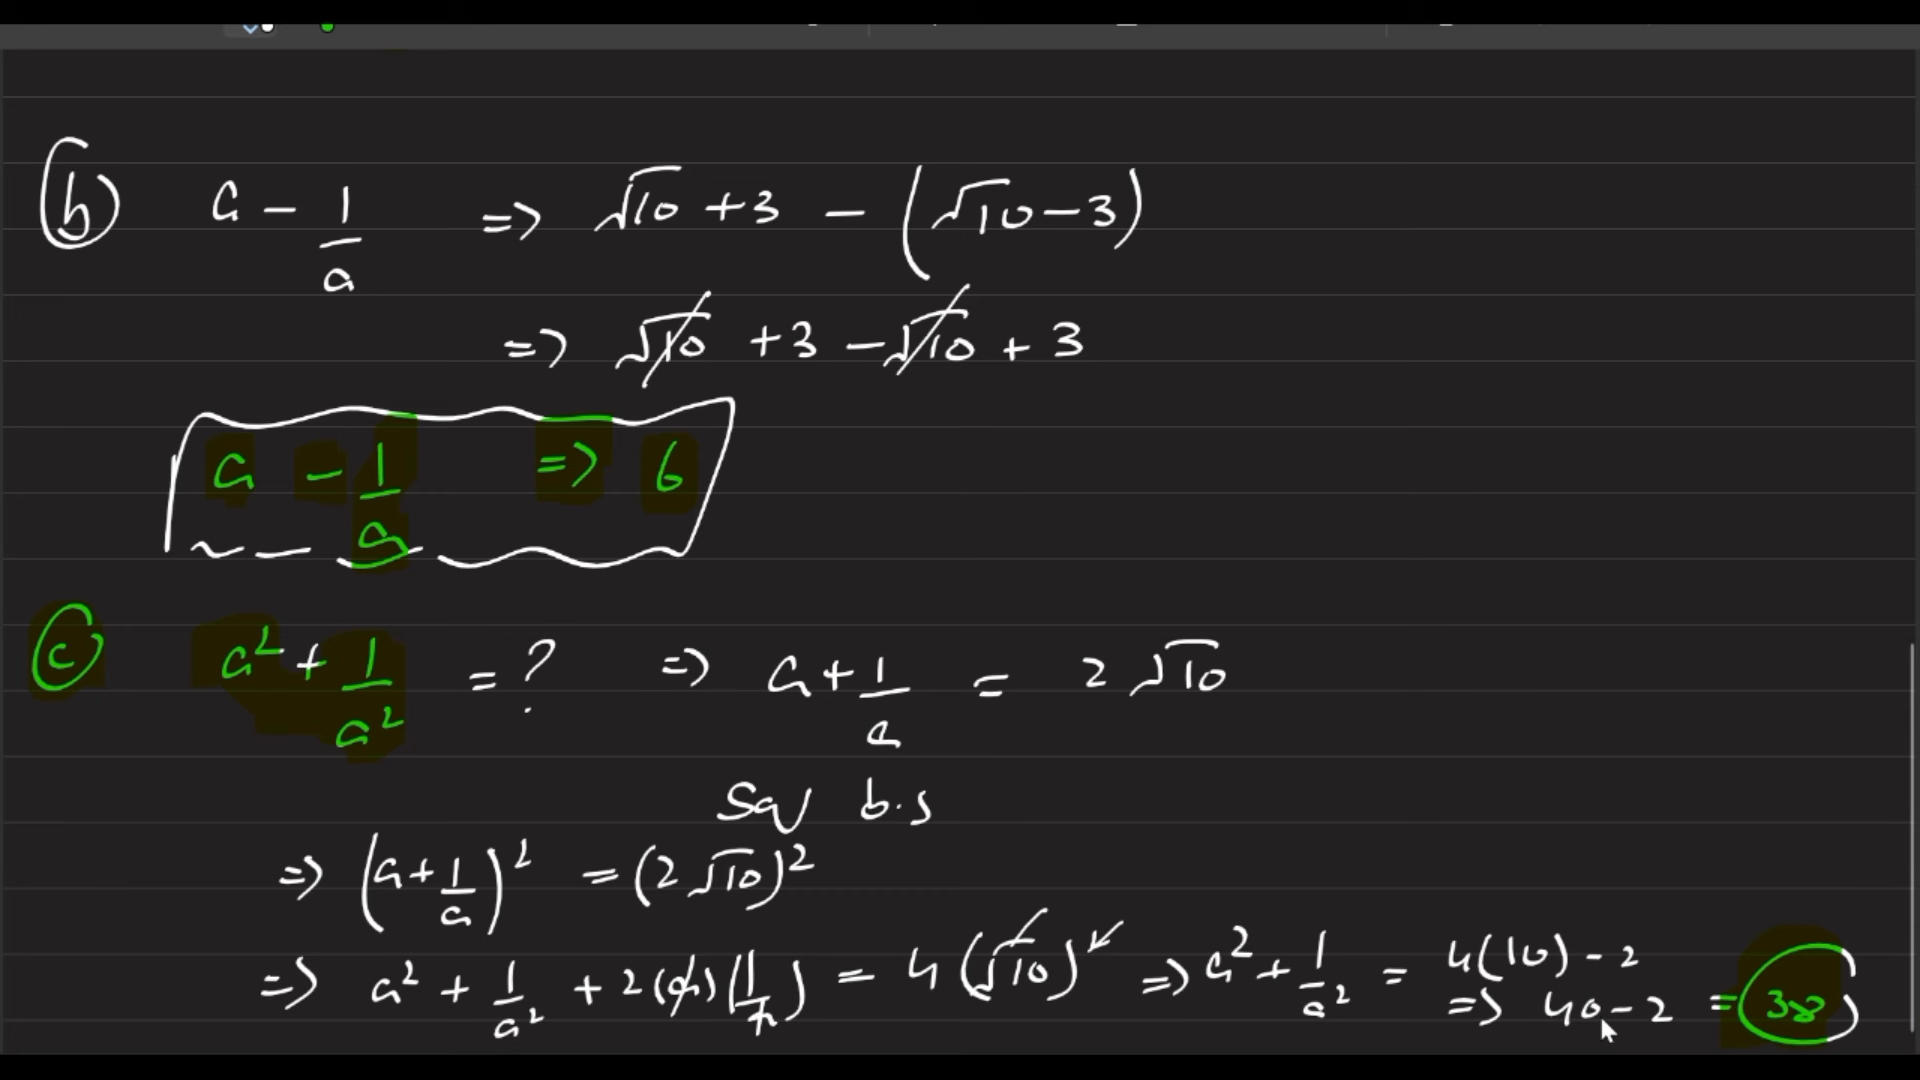 (b) a - 1/a => √10 + 3 - (√10 - 3)
=> √10 + 3 - √10 + 3
a - 1/a => 6
(c) a² + 1/a² = ? => a + 1/a = 2√10
Sq b.s
=> (a + 1/a)² = (2√10)²
=> a² + 1/a² + 2(a)(1/a) = 4(√10)² => a² + 1/a² = 4(10) - 2
=> 40 - 2 = 38